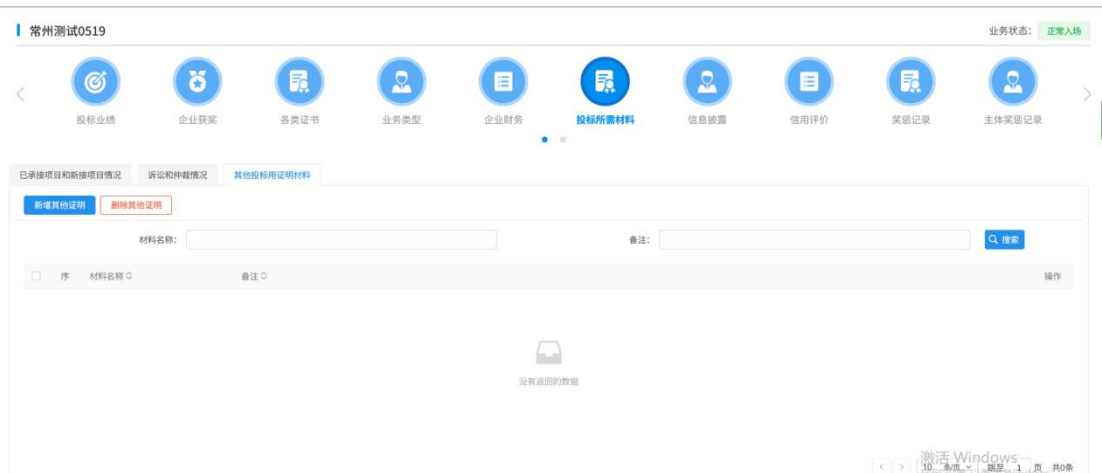 常州测试0519 业务状态： 正常入场
投标业绩 企业获奖 各类证书 业务类型 企业财务 投标所需材料 信息披露 信用评价 奖惩记录 主体奖惩记录
已承接项目和新接项目情况 诉讼和仲裁情况 其他投标用证明材料
新增其他证明 删除其他证明
材料名称： 备注： 搜索
序 材料名称 备注 操作
没有返回的数据
激活 Windows
10 条/页 跳至 1 页 共0条